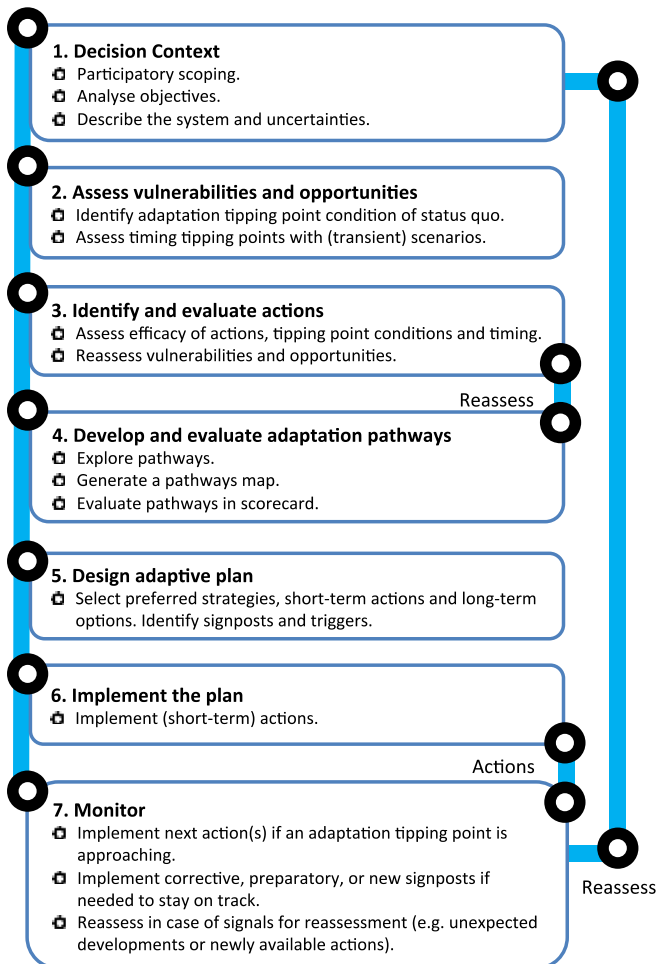 1. Decision Context
Participatory scoping.
Analyse objectives.
Describe the system and uncertainties.
2. Assess vulnerabilities and opportunities
Identify adaptation tipping point condition of status quo.
Assess timing tipping points with (transient) scenarios.
3. Identify and evaluate actions
Assess efficacy of actions, tipping point conditions and timing.
Reassess vulnerabilities and opportunities.
Reassess
4. Develop and evaluate adaptation pathways
Explore pathways.
Generate a pathways map.
Evaluate pathways in scorecard.
5. Design adaptive plan
Select preferred strategies, short-term actions and long-term
options. Identify signposts and triggers.
6. Implement the plan
Implement (short-term) actions.
Actions
7. Monitor
Implement next action(s) if an adaptation tipping point is
approaching.
Implement corrective, preparatory, or new signposts if
needed to stay on track.
Reassess
Reassess in case of signals for reassessment (e.g. unexpected
developments or newly available actions).